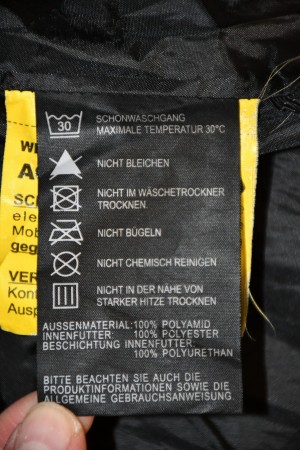 30
SCHONWASCHGANG
MAXIMALE TEMPERATUR 30°C
NICHT BLEICHEN
NICHT IM WÄSCHETROCKNER
TROCKNEN.
NICHT BÜGELN
NICHT CHEMISCH REINIGEN
NICHT IN DER NÄHE VON
STARKER HITZE TROCKNEN
AUSSENMATERIAL:100% POLYAMID
INNENFUTTER: 100% POLYESTER
BESCHICHTUNG INNENFUTTER:
100% POLYURETHAN
BITTE BEACHTEN SIE AUCH DIE
PRODUKTINFORMATIONEN SOWIE DIE
ALLGEMEINE GEBRAUCHSANWEISUNG.